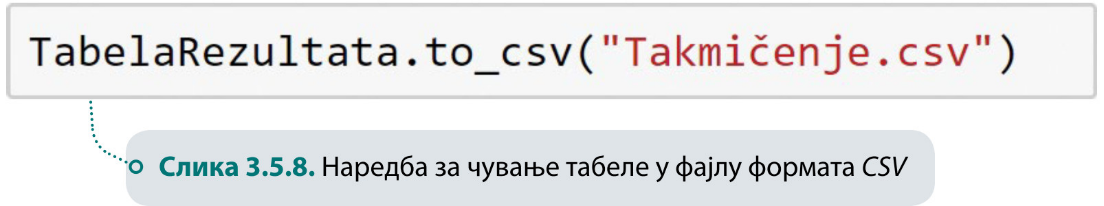 TabelaRezultata.to_csv("Takmičenje.csv")
Слика 3.5.8. Наредба за чување табеле у фајлу формата CSV